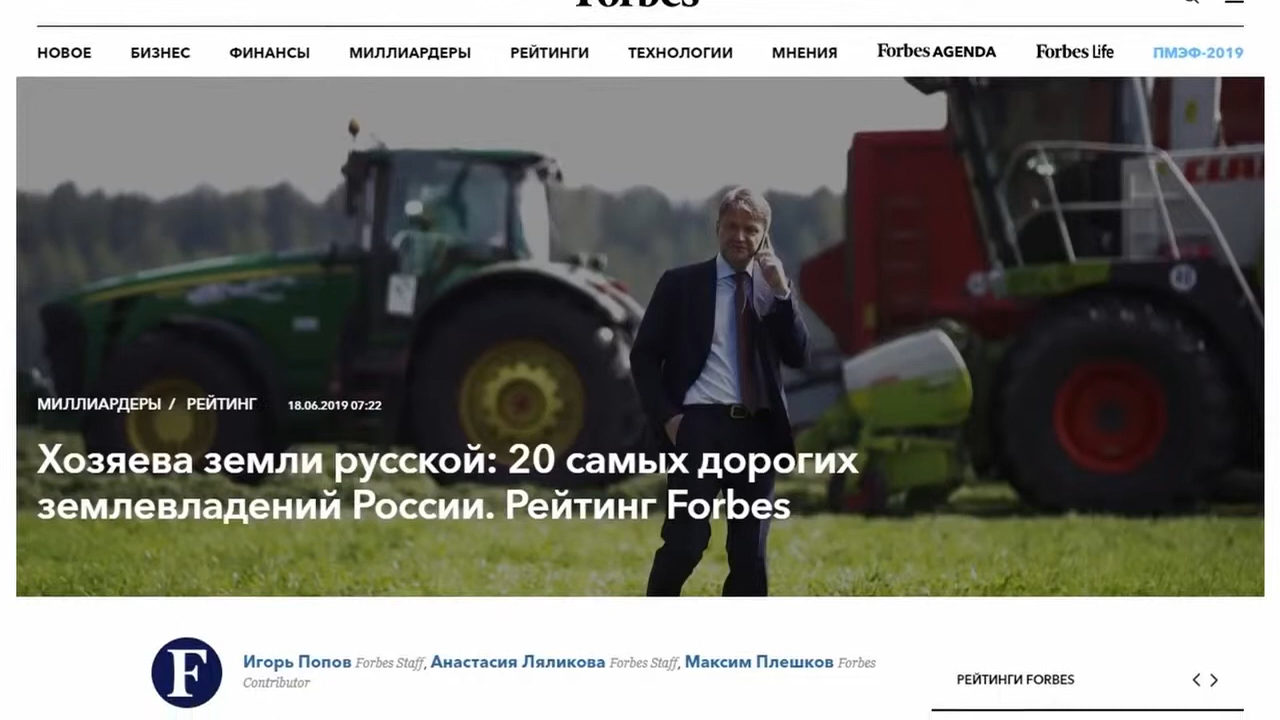 Forbes
НОВОЕ БИЗНЕС ФИНАНСЫ МИЛЛИАРДЕРЫ РЕЙТИНГИ ТЕХНОЛОГИИ МНЕНИЯ Forbes AGENDA Forbes Life ПМЭФ-2019
МИЛЛИАРДЕРЫ / РЕЙТИНГ 18.06.2019 07:22
Хозяева земли русской: 20 самых дорогих
землевладений России. Рейтинг Forbes
F
Игорь Попов Forbes Staff, Анастасия Ляликова Forbes Staff, Максим Плешков Forbes
Contributor
РЕЙТИНГИ FORBES